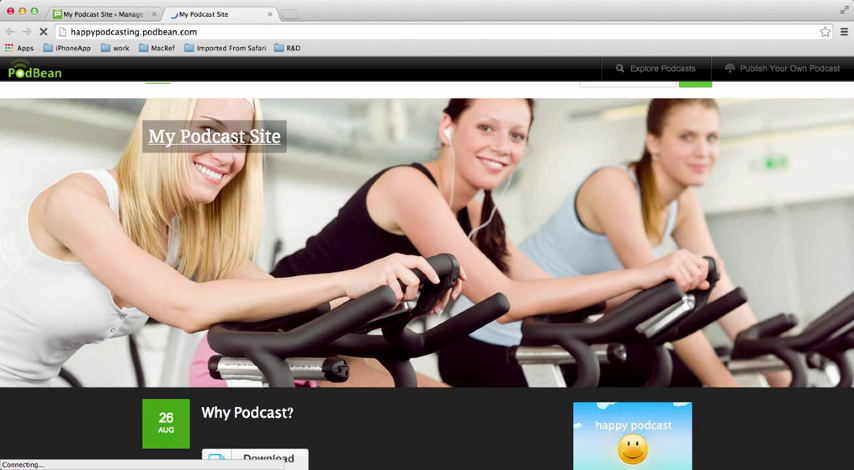 My Podcast Site › Manage
My Podcast Site
happypodcasting.podbean.com
Apps iPhoneApp work MacRef Imported From Safari R&D
PodBean
Explore Podcasts
Publish Your Own Podcast
My Podcast Site
26
AUG
Why Podcast?
Download
happy podcast
Connecting...